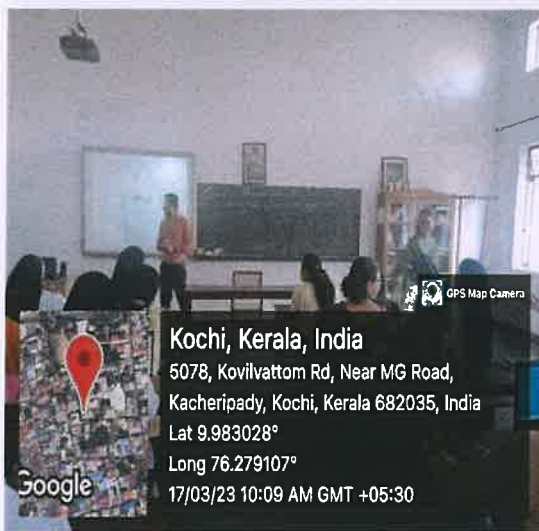 GPS Map Camera
Kochi, Kerala, India
5078, Kovilvattom Rd, Near MG Road,
Kacheripady, Kochi, Kerala 682035, India
Lat 9.983028°
Long 76.279107°
17/03/23 10:09 AM GMT +05:30
Google